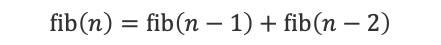 fib(n) = fib(n − 1) + fib(n − 2)